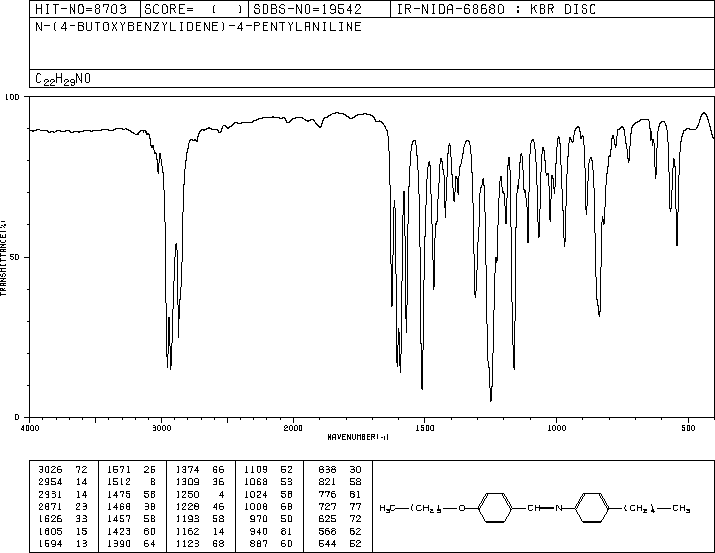 HIT-NO=8703 SCORE= ( ) SDBS-NO=19542 IR-NIDA-68680 : KBR DISC
N-(4-BUTOXYBENZYLIDENE)-4-PENTYLANILINE
C22H29NO
100
50
0
TRANSMITTANCE(%)
4000 3000 2000 1500 1000 500
WAVENUMBER(-1)
3026 72 1571 26 1374 66 1109 52 838 30
2954 14 1512 8 1309 36 1068 53 821 58
2931 14 1475 58 1250 4 1024 58 776 81
2871 23 1468 38 1228 46 1008 68 727 77
1626 33 1457 58 1193 58 970 50 625 72
1605 15 1423 60 1162 14 940 81 568 62
1594 13 1390 64 1123 68 887 60 544 52
H3C—(CH2)3—O CH=N (CH2)4—CH3